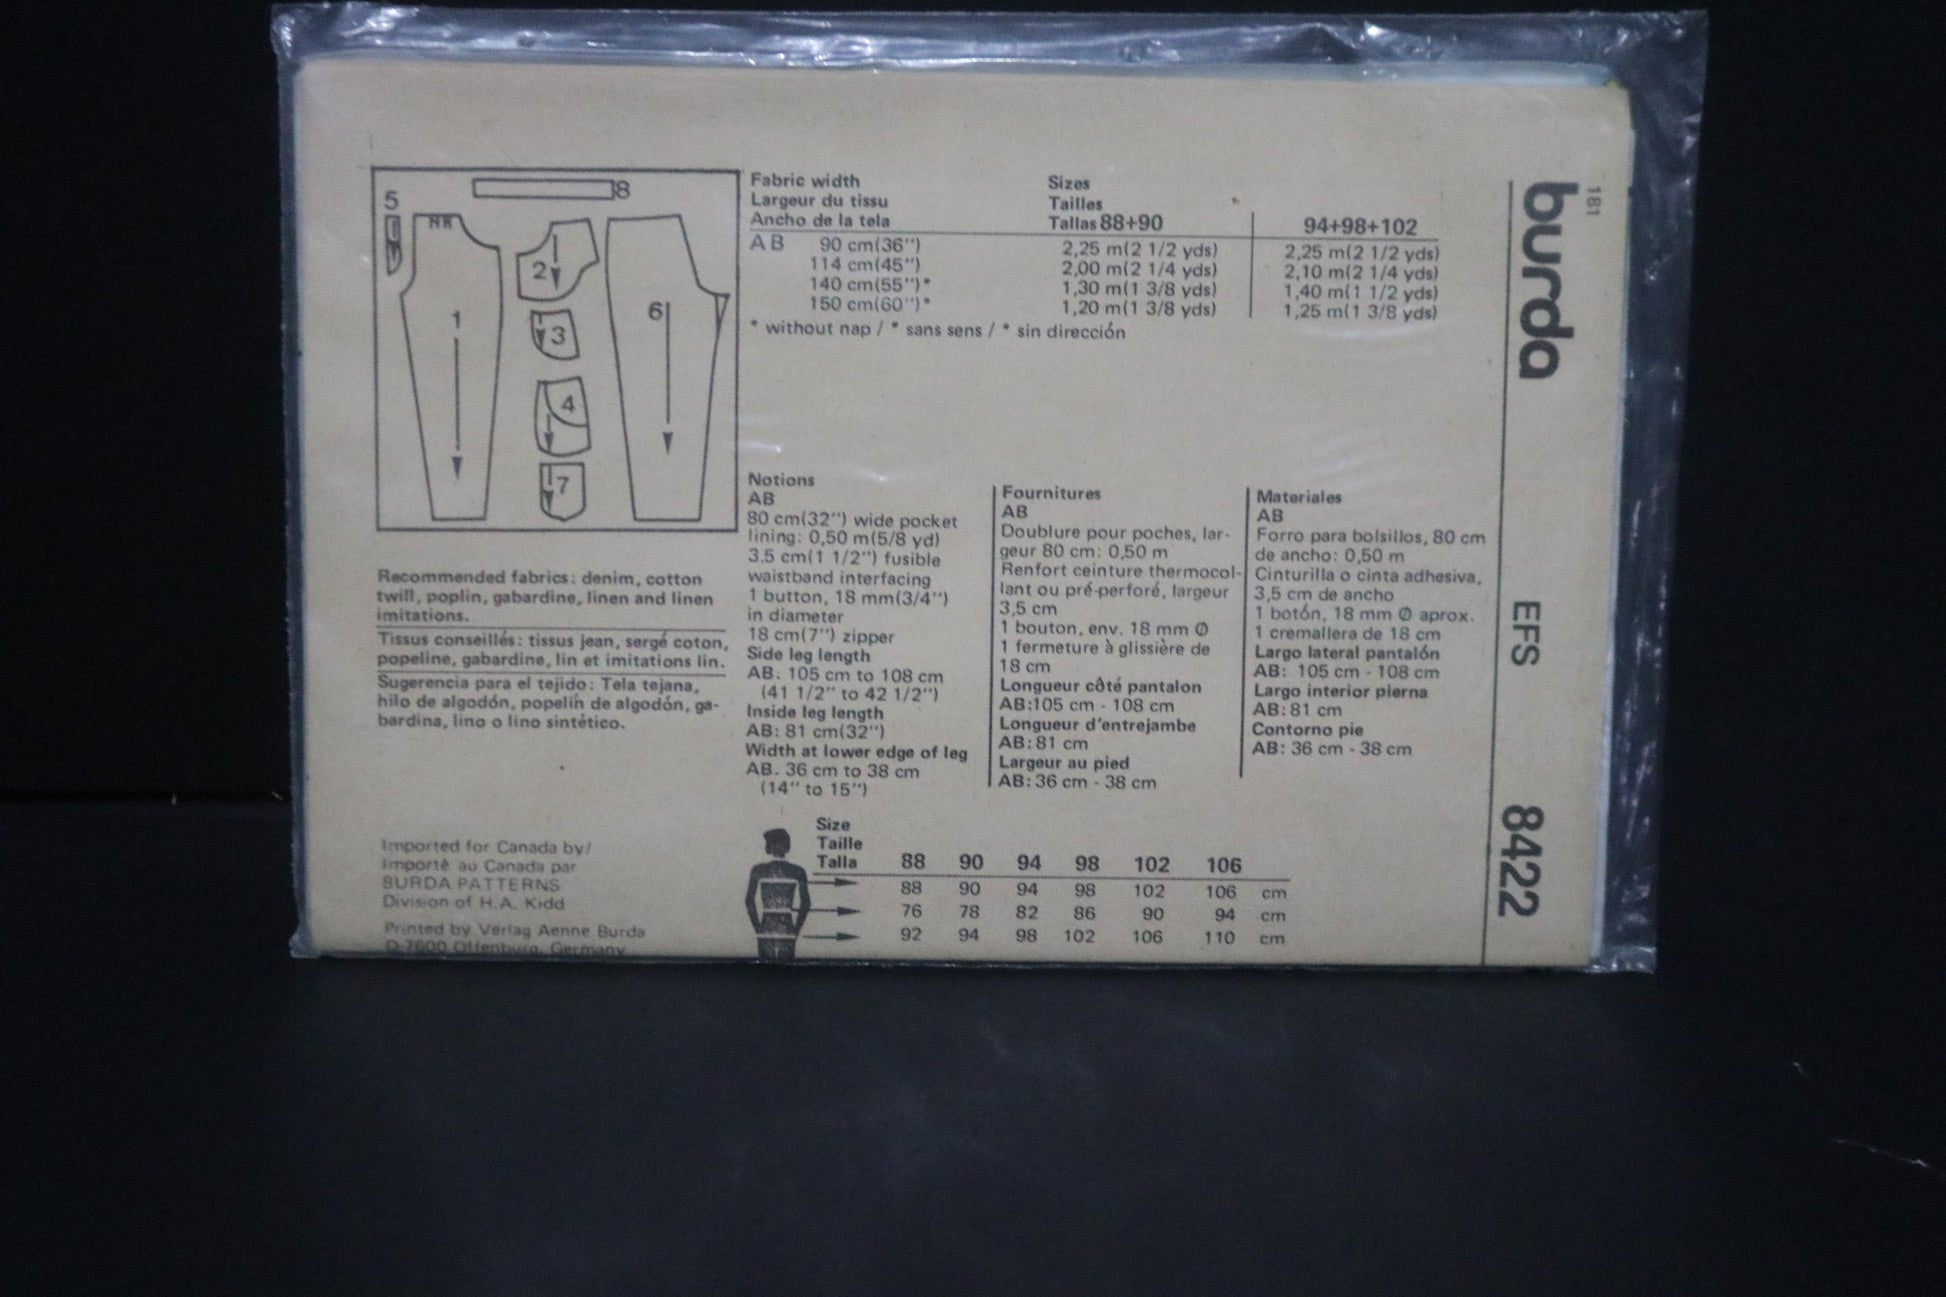 5
8
1
2
3
4
6
7
Fabric width
Largeur du tissu
Ancho de la tela
Sizes
Tailles
Tallas 88+90 94+98+102
A B 90 cm(36") 2,25 m(2 1/2 yds) 2,25 m(2 1/2 yds)
114 cm(45") 2,00 m(2 1/4 yds) 2,10 m(2 1/4 yds)
140 cm(55")* 1,30 m(1 3/8 yds) 1,40 m(1 1/2 yds)
150 cm(60")* 1,20 m(1 3/8 yds) 1,25 m(1 3/8 yds)
* without nap / * sans sens / * sin dirección
Recommended fabrics: denim, cotton
twill, poplin, gabardine, linen and linen
imitations.
Tissus conseillés: tissus jean, sergé coton,
popeline, gabardine, lin et imitations lin.
Sugerencia para el tejido: Tela tejana,
hilo de algodón, popelín de algodón, ga-
bardina, lino o lino sintético.
Notions
AB
80 cm(32") wide pocket
lining: 0,50 m(5/8 yd)
3.5 cm(1 1/2") fusible
waistband interfacing
1 button, 18 mm(3/4")
in diameter
18 cm(7") zipper
Side leg length
AB: 105 cm to 108 cm
(41 1/2" to 42 1/2")
Inside leg length
AB: 81 cm(32")
Width at lower edge of leg
AB. 36 cm to 38 cm
(14" to 15")
Fournitures
AB
Doublure pour poches, lar-
geur 80 cm: 0,50 m
Renfort ceinture thermocol-
lant ou pré-perforé, largeur
3,5 cm
1 bouton, env. 18 mm Ø
1 fermeture à glissière de
18 cm
Longueur côté pantalon
AB:105 cm - 108 cm
Longueur d'entrejambe
AB:81 cm
Largeur au pied
AB:36 cm - 38 cm
Materiales
AB
Forro para bolsillos, 80 cm
de ancho: 0,50 m
Cinturilla o cinta adhesiva,
3,5 cm de ancho
1 botón, 18 mm Ø aprox.
1 cremallera de 18 cm
Largo lateral pantalón
AB: 105 cm - 108 cm
Largo interior pierna
AB:81 cm
Contorno pie
AB: 36 cm - 38 cm
Imported for Canada by/
Importé au Canada par
BURDA PATTERNS
Division of H.A. Kidd
Printed by Verlag Aenne Burda
D-7600 Offenburg, Germany
Size
Taille
Talla 88 90 94 98 102 106
88 90 94 98 102 106 cm
76 78 82 86 90 94 cm
92 94 98 102 106 110 cm
181
burda
EFS
8422